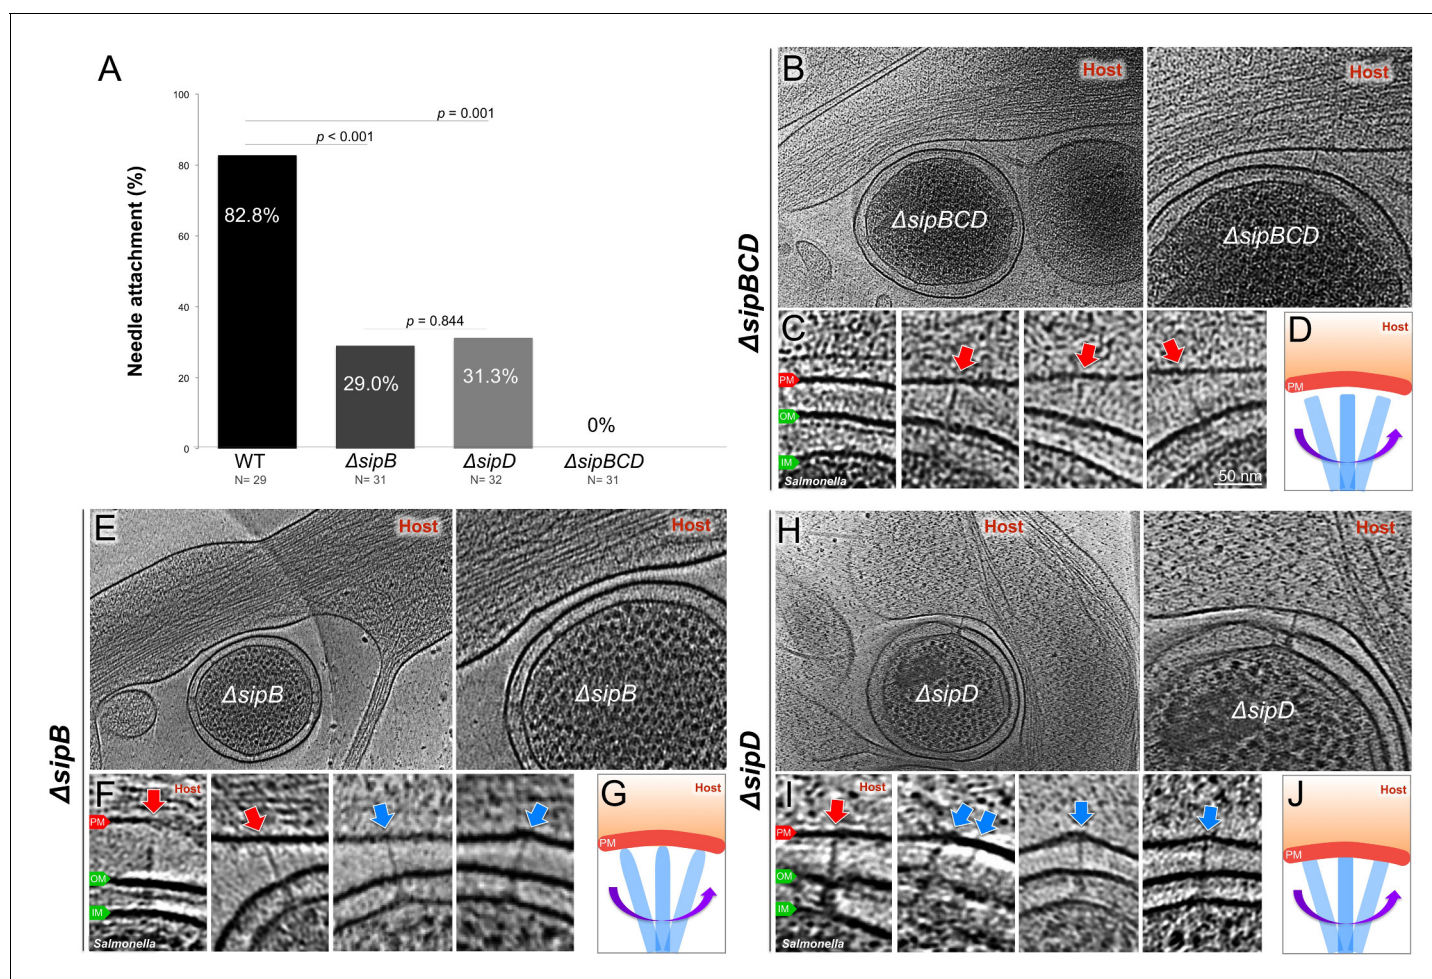 A
Needle attachment (%)
100
80
60
40
20
0
p = 0.001
p < 0.001
p = 0.844
82.8%
29.0%
31.3%
0%
WT
ΔsipB
ΔsipD
ΔsipBCD
N= 29
N= 31
N= 32
N= 31
ΔsipBCD
B
Host
ΔsipBCD
Host
ΔsipBCD
C
PM
OM
IM
Salmonella
50 nm
D
Host
PM
ΔsipB
E
Host
ΔsipB
Host
ΔsipB
F
Host
PM
OM
IM
Salmonella
G
Host
PM
ΔsipD
H
Host
ΔsipD
Host
ΔsipD
I
Host
PM
OM
IM
Salmonella
J
Host
PM